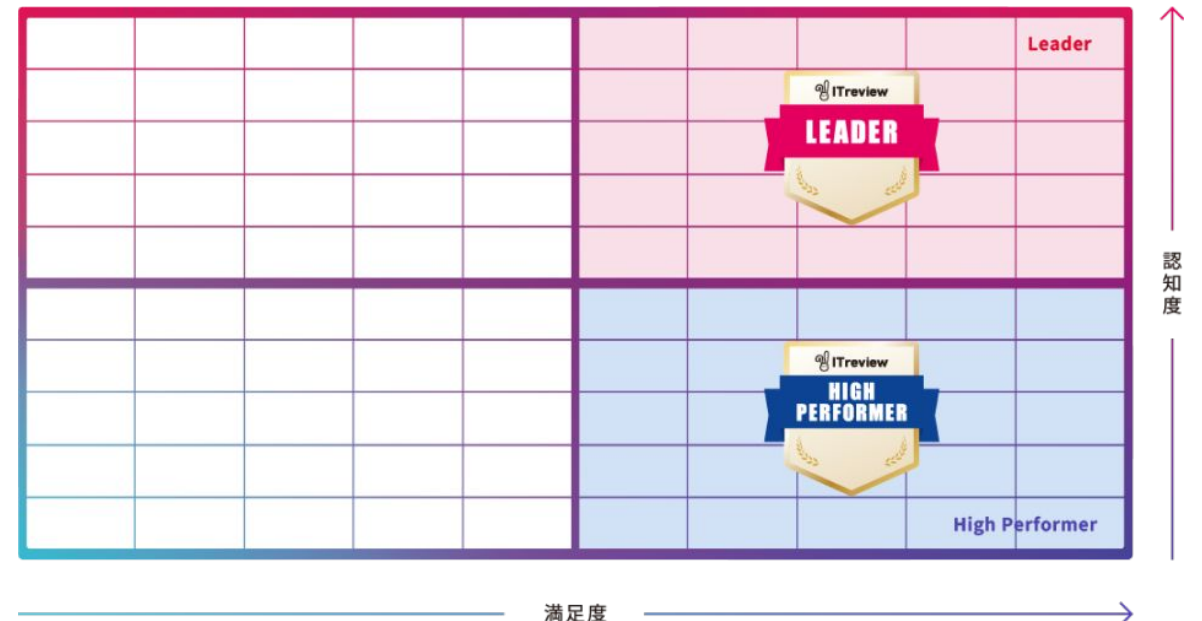 Leader
ITreview
LEADER
認知度
ITreview
HIGH
PERFORMER
High Performer
満足度